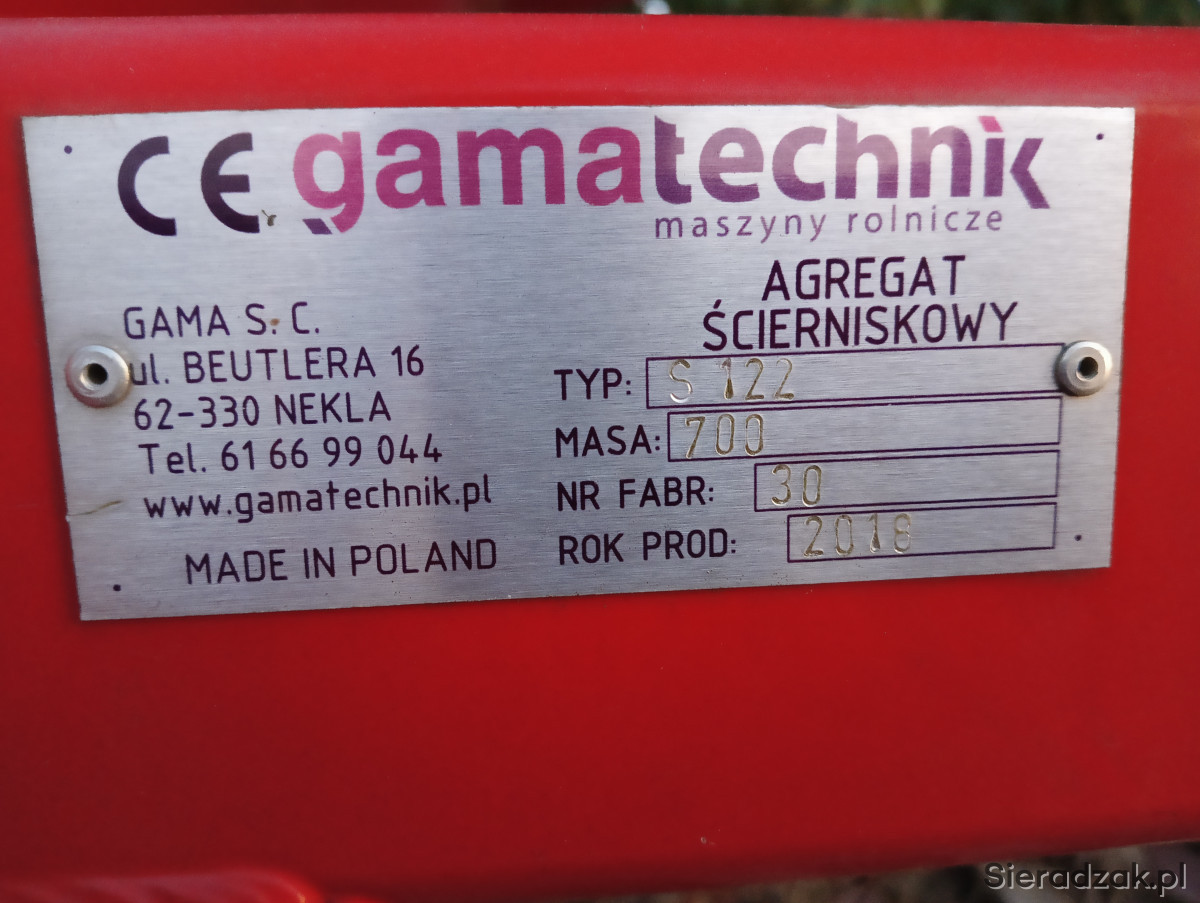 CE gamatechnik
maszyny rolnicze
GAMA S.C.
ul. BEUTLERA 16
62-330 NEKLA
Tel. 61 66 99 044
www.gamatechnik.pl
MADE IN POLAND
AGREGAT
ŚCIERNISKOWY
TYP: S 122
MASA: 700
NR FABR: 30
ROK PROD: 2018
Sieradzak.pl